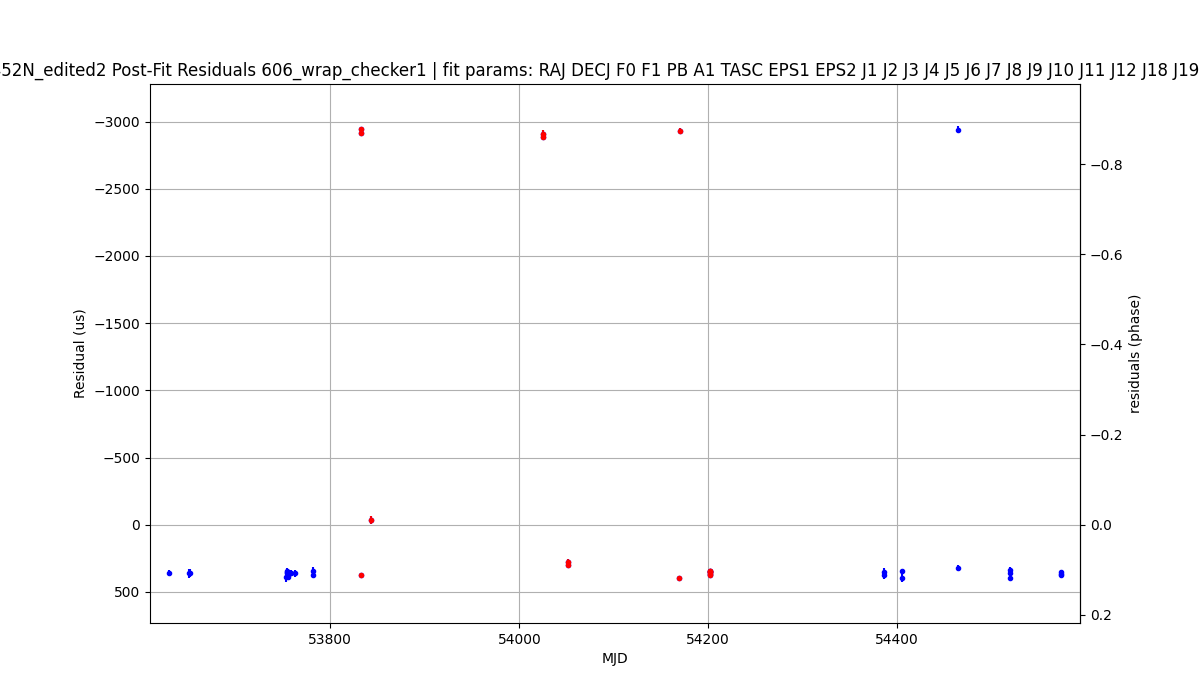 52N_edited2 Post-Fit Residuals 606_wrap_checker1 | fit params: RAJ DECJ F0 F1 PB A1 TASC EPS1 EPS2 J1 J2 J3 J4 J5 J6 J7 J8 J9 J10 J11 J12 J18 J19
−3000
−2500
−2000
−1500
−1000
−500
0
500
Residual (us)
−0.8
−0.6
−0.4
−0.2
0.0
0.2
residuals (phase)
53800 54000 54200 54400
MJD